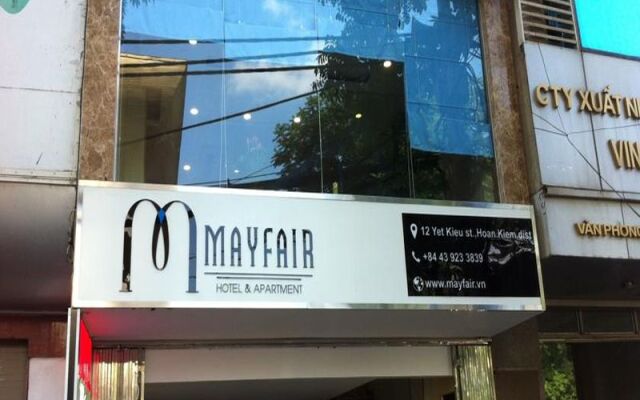 MAYFAIR
HOTEL & APARTMENT
12 Yet Kieu st.,Hoan Kiem dist
+84 43 923 3839
www.mayfair.vn
CTY XUẤT
VIN
VĂN PHÒNG